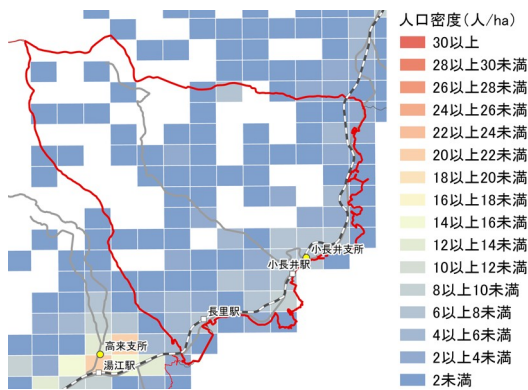 人口密度(人/ha)
30以上
28以上30未満
26以上28未満
24以上26未満
22以上24未満
20以上22未満
18以上20未満
16以上18未満
14以上16未満
12以上14未満
10以上12未満
8以上10未満
6以上8未満
4以上6未満
2以上4未満
2未満
小長井支所
小長井駅
長里駅
高来支所
湯江駅